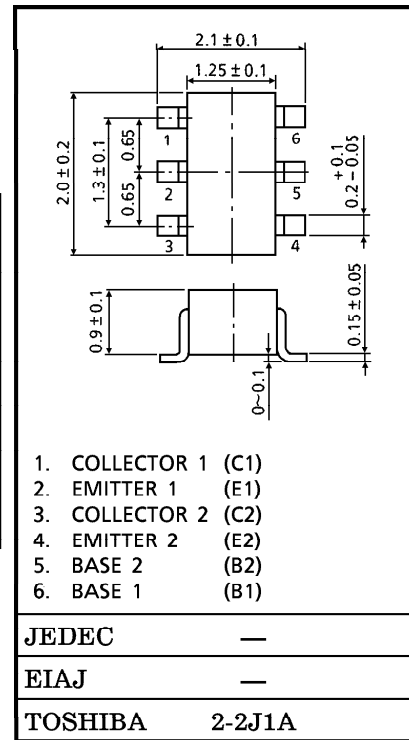 2.1±0.1
1.25±0.1
2.0±0.2
1.3±0.1
0.65
0.65
1
2
3
6
5
4
+0.1
0.2-0.05
0.9±0.1
0~0.1
0.15±0.05
1. COLLECTOR 1 (C1)
2. EMITTER 1 (E1)
3. COLLECTOR 2 (C2)
4. EMITTER 2 (E2)
5. BASE 2 (B2)
6. BASE 1 (B1)
JEDEC —
EIAJ —
TOSHIBA 2-2J1A